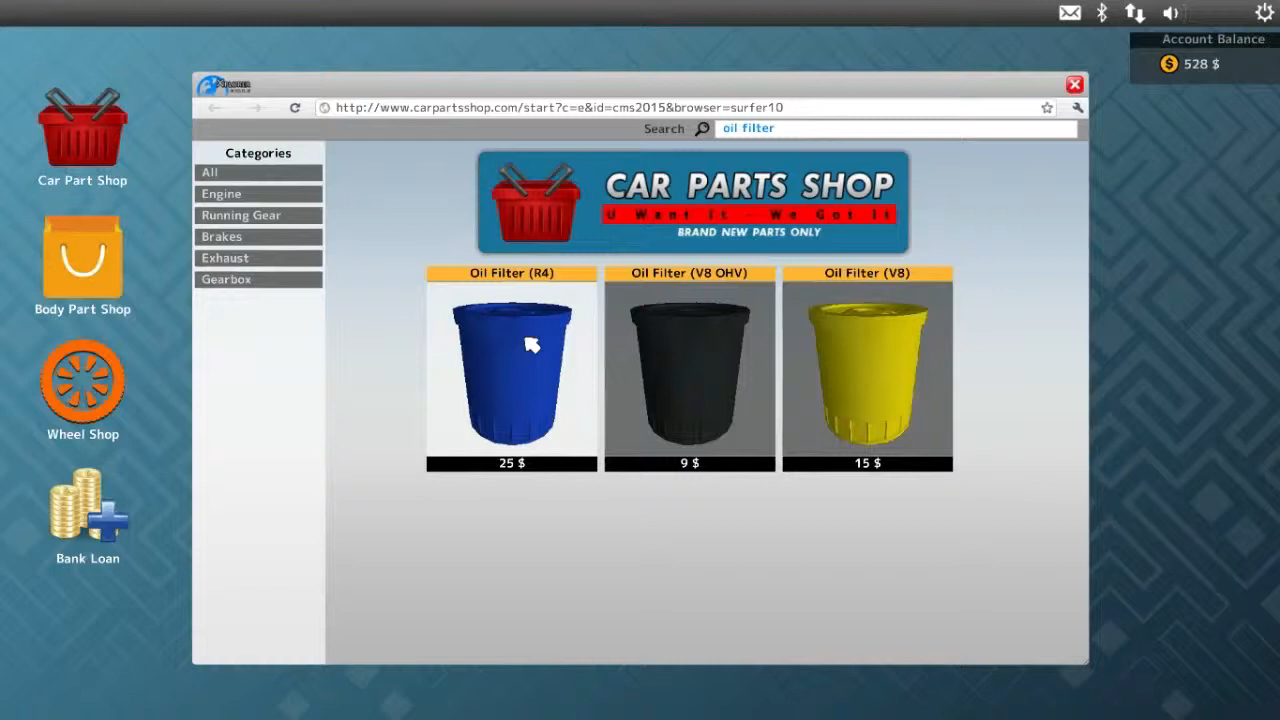 Account Balance
528 $
Car Part Shop
Body Part Shop
Wheel Shop
Bank Loan
http://www.carpartsshop.com/start?c=e&id=cms2015&browser=surfer10
Search oil filter
Categories
All
Engine
Running Gear
Brakes
Exhaust
Gearbox
CAR PARTS SHOP
U Want It - We Got It
BRAND NEW PARTS ONLY
Oil Filter (R4)
25 $
Oil Filter (V8 OHV)
9 $
Oil Filter (V8)
15 $